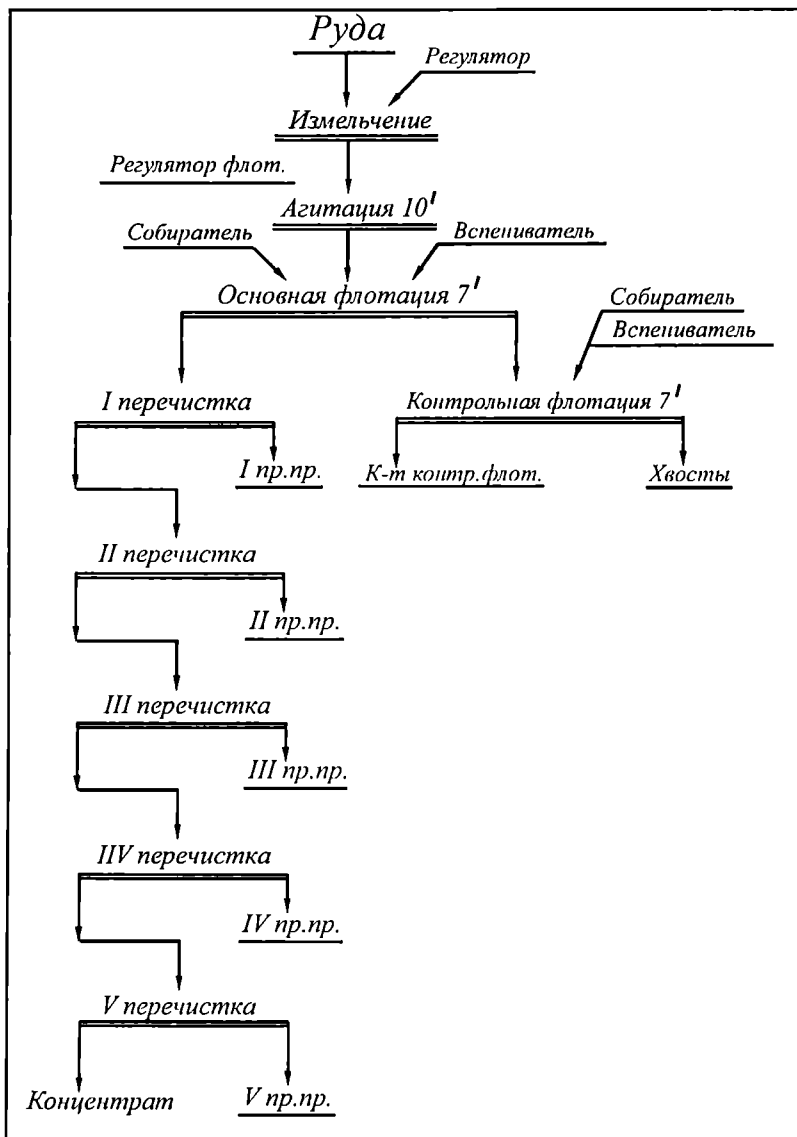 Руда
Регулятор
Измельчение
Регулятор флот.
Агитация 10'
Собиратель
Вспениватель
Основная флотация 7'
Собиратель
Вспениватель
I перечистка
Контрольная флотация 7'
I пр.пр.
К-т контр.флот.
Хвосты
II перечистка
II пр.пр.
III перечистка
III пр.пр.
IIV перечистка
IV пр.пр.
V перечистка
Концентрат
V пр.пр.